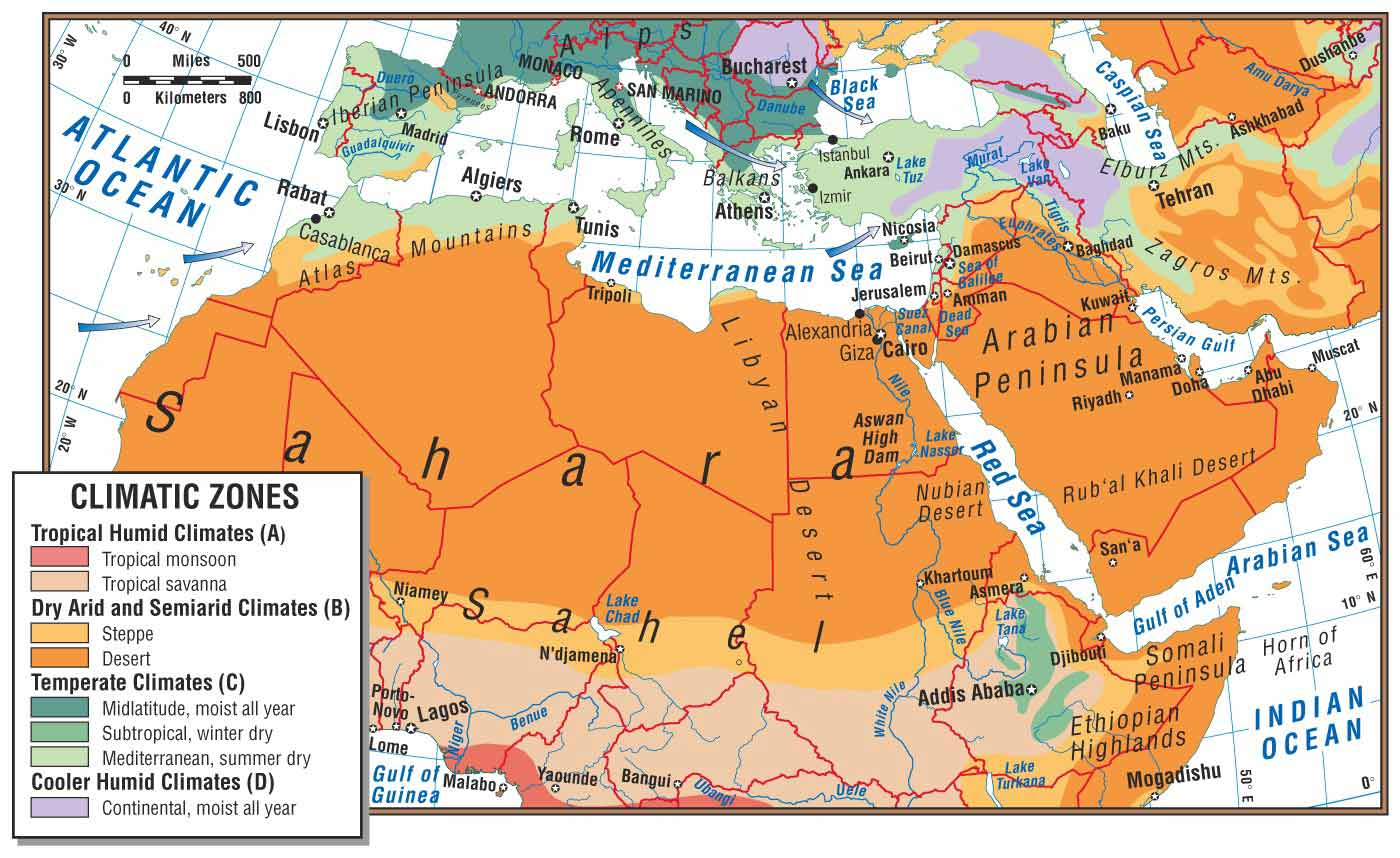 40° N
30° W
0 Miles 500
0 Kilometers 800
ATLANTIC
OCEAN
30° N
20° N
20° W
Alps
MONACO
Bucharest
Black
Sea
Caspian Sea
Dushanbe
Amu Darya
Ashkhabad
Duero
Iberian Peninsula
Pyrenees
ANDORRA
Apennines
SAN MARINO
Danube
Baku
Lisbon
Madrid
Guadalquivir
Rome
Istanbul
Ankara
Lake
Tuz
Murat
Lake
Van
Elburz Mts.
Tehran
Balkans
Izmir
Athens
Tigris
Euphrates
Baghdad
Zagros Mts.
Rabat
Algiers
Tunis
Casablanca
Atlas Mountains
Mediterranean Sea
Nicosia
Beirut
Damascus
Sea of
Galilee
Jerusalem
Amman
Suez
Canal
Dead
Sea
Kuwait
Persian Gulf
Tripoli
Alexandria
Giza
Cairo
Arabian
Peninsula
Manama
Doha
Abu
Dhabi
Muscat
Riyadh
20° N
Libyan
Desert
Nile
Aswan
High
Dam
Lake
Nasser
Red Sea
Sahara
Nubian
Desert
Rub‘al Khali Desert
San‘a
Arabian Sea
60° E
Gulf of Aden
10° N
Niamey
Sahel
Lake
Chad
N'djamena
Khartoum
Asmera
Blue Nile
Lake
Tana
Djibouti
Somali
Peninsula
Horn of
Africa
White Nile
Addis Ababa
Ethiopian
Highlands
INDIAN
OCEAN
Porto-
Novo
Lagos
Lome
Niger
Benue
Gulf of
Guinea
Malabo
Yaounde
Bangui
Ubangi
Uele
Lake
Turkana
Mogadishu
50° E
0°
CLIMATIC ZONES
Tropical Humid Climates (A)
Tropical monsoon
Tropical savanna
Dry Arid and Semiarid Climates (B)
Steppe
Desert
Temperate Climates (C)
Midlatitude, moist all year
Subtropical, winter dry
Mediterranean, summer dry
Cooler Humid Climates (D)
Continental, moist all year